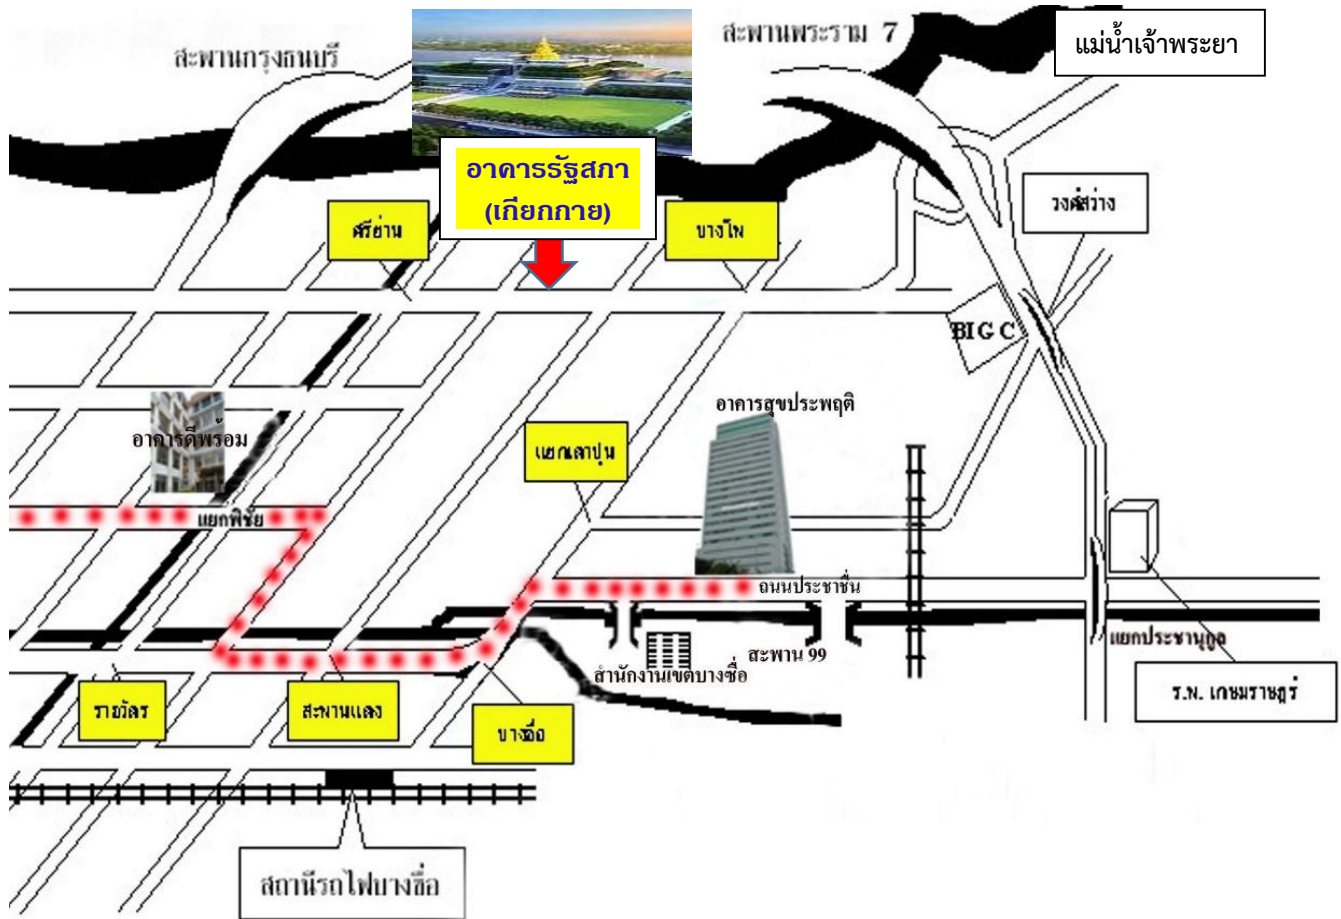 สะพานกรุงธนบุรี
สะพานพระราม 7
แม่น้ำเจ้าพระยา
อาคารรัฐสภา
(เกียกกาย)
ศรีย่าน
บางโพ
วงศ์สว่าง
BIG C
อาคารดีพร้อม
อาคารสุขประพฤติ
แยกเตาปูน
แยกพิชัย
ถนนประชาชื่น
แยกประชานุกูล
สะพาน 99
สำนักงานเขตบางซื่อ
ร.พ. เกษมราษฎร์
ราชวัตร
สะพานแดง
บางซื่อ
สถานีรถไฟบางซื่อ